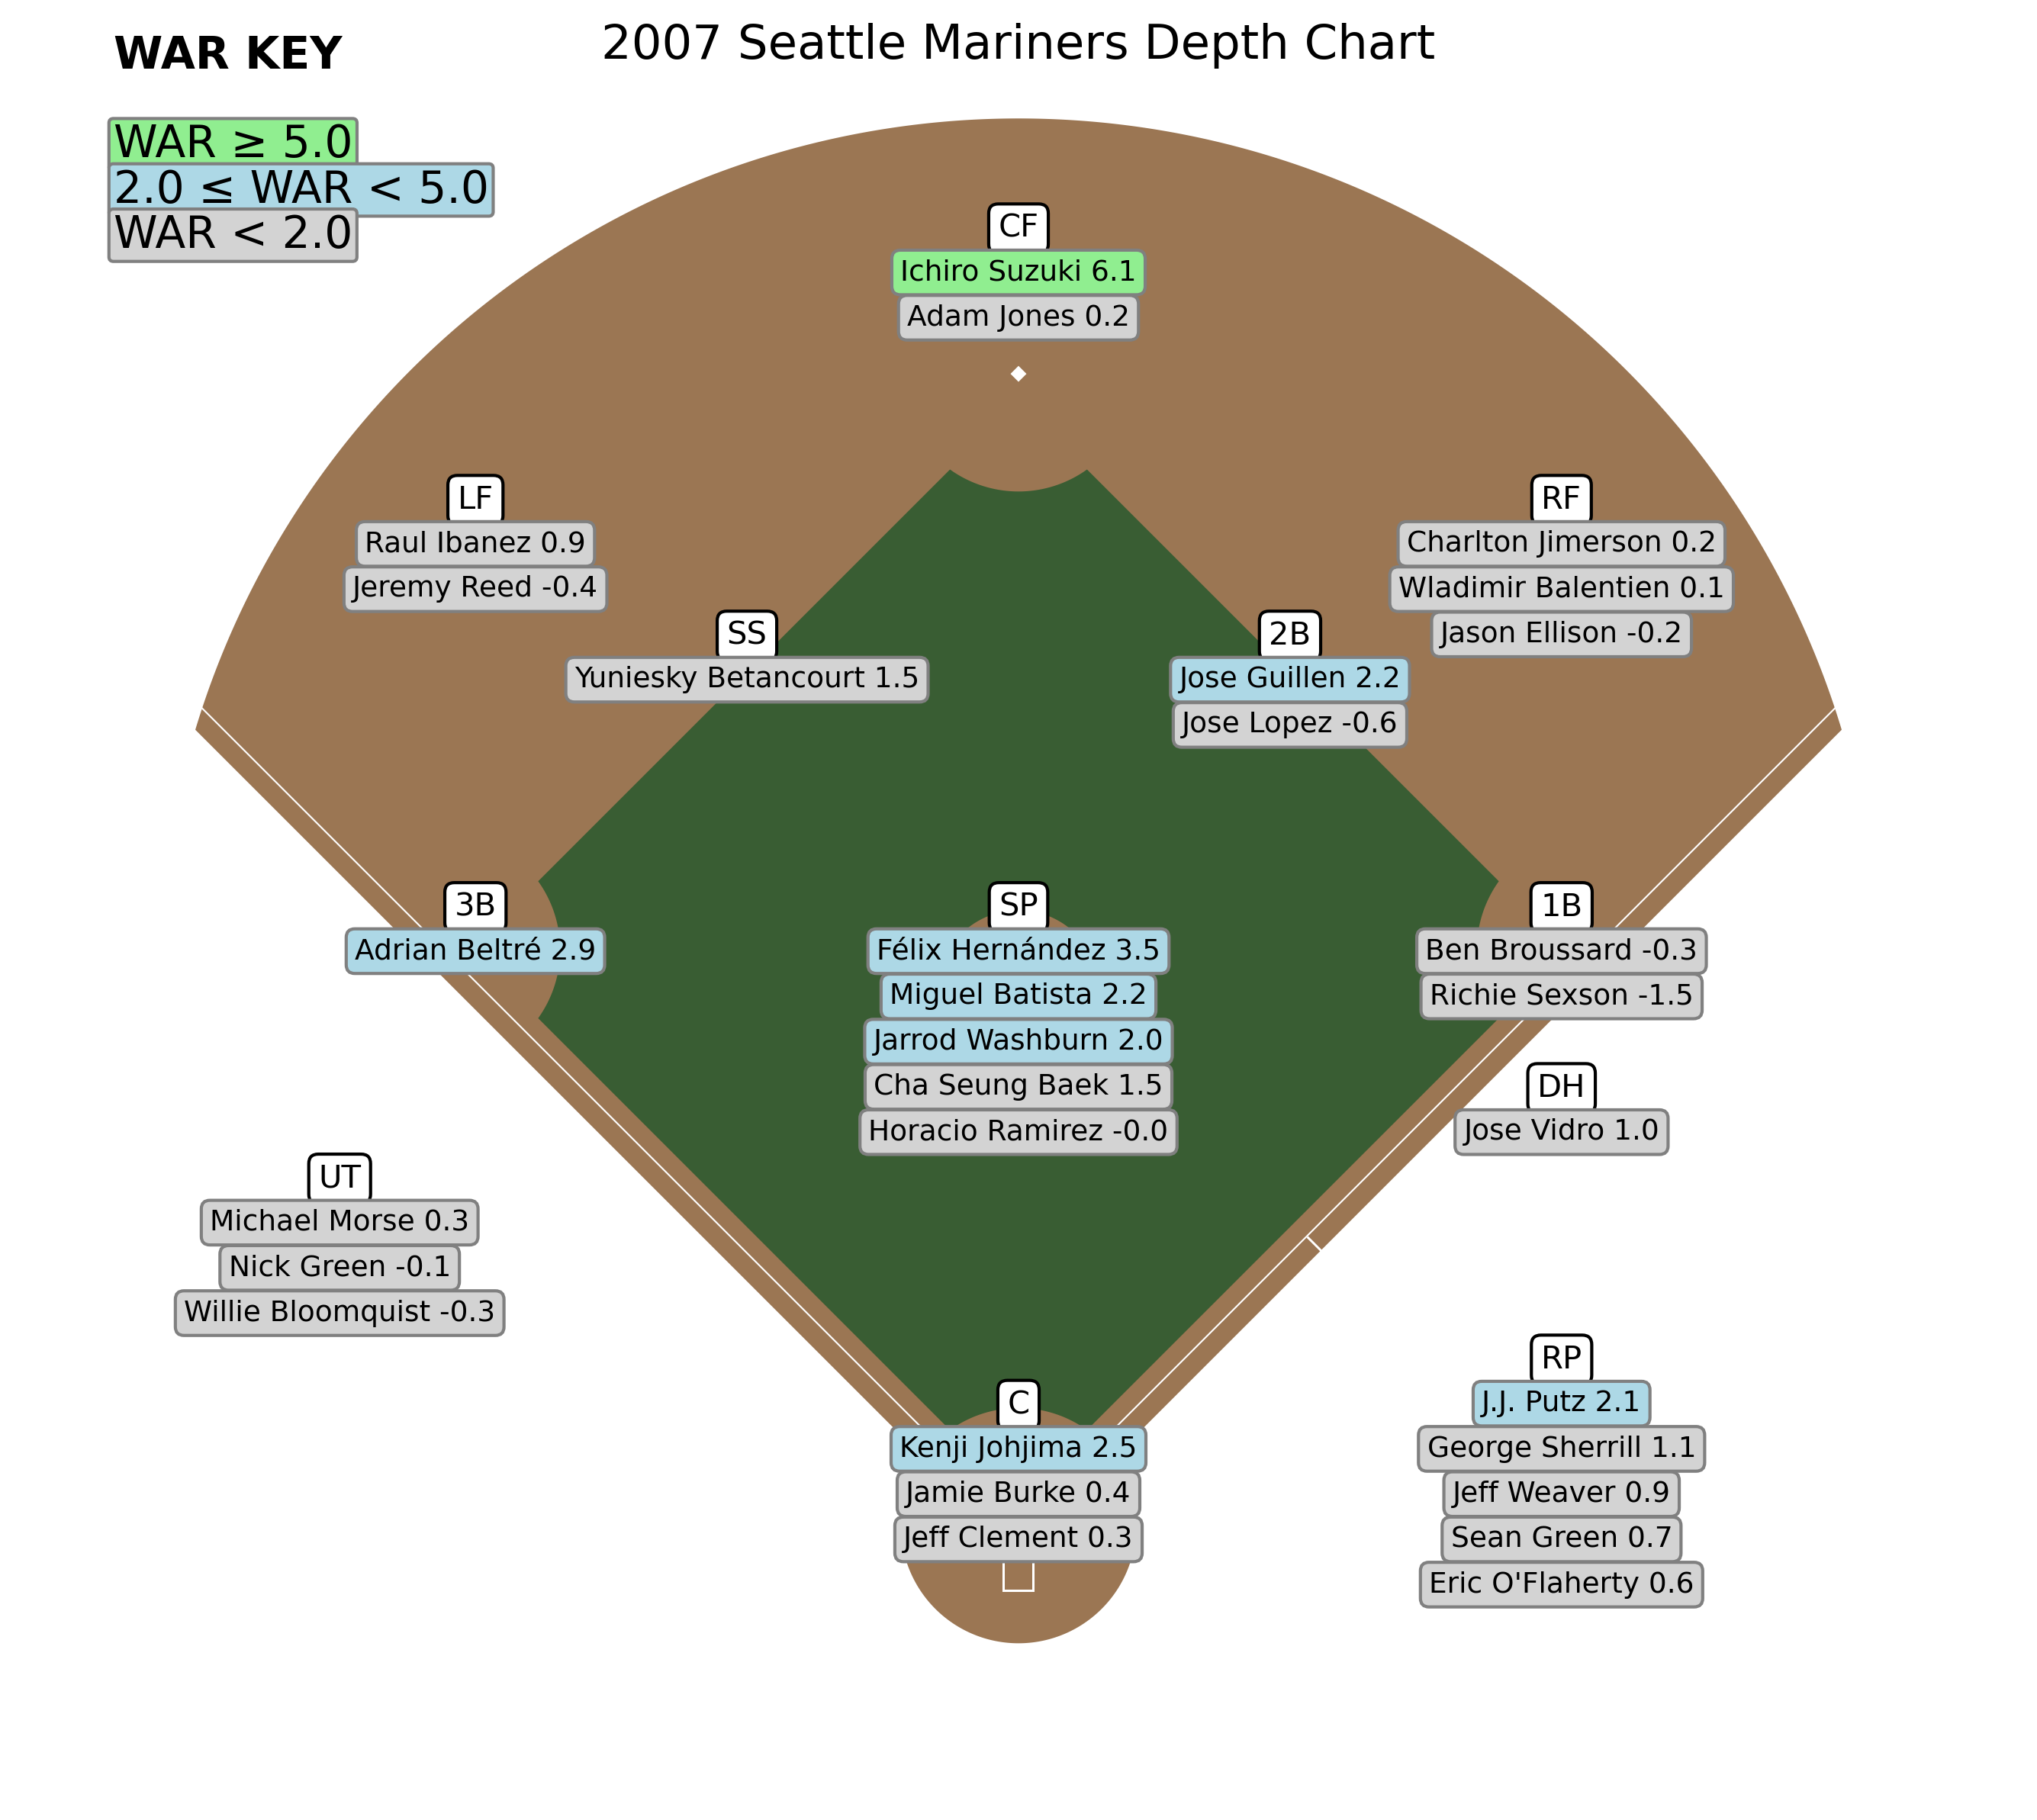 2007 Seattle Mariners Depth Chart
WAR KEY
WAR ≥ 5.0
2.0 ≤ WAR < 5.0
WAR < 2.0
CF
Ichiro Suzuki 6.1
Adam Jones 0.2
LF
Raul Ibanez 0.9
Jeremy Reed -0.4
RF
Charlton Jimerson 0.2
Wladimir Balentien 0.1
Jason Ellison -0.2
SS
Yuniesky Betancourt 1.5
2B
Jose Guillen 2.2
Jose Lopez -0.6
3B
Adrian Beltré 2.9
SP
Félix Hernández 3.5
Miguel Batista 2.2
Jarrod Washburn 2.0
Cha Seung Baek 1.5
Horacio Ramirez -0.0
1B
Ben Broussard -0.3
Richie Sexson -1.5
DH
Jose Vidro 1.0
UT
Michael Morse 0.3
Nick Green -0.1
Willie Bloomquist -0.3
C
Kenji Johjima 2.5
Jamie Burke 0.4
Jeff Clement 0.3
RP
J.J. Putz 2.1
George Sherrill 1.1
Jeff Weaver 0.9
Sean Green 0.7
Eric O'Flaherty 0.6